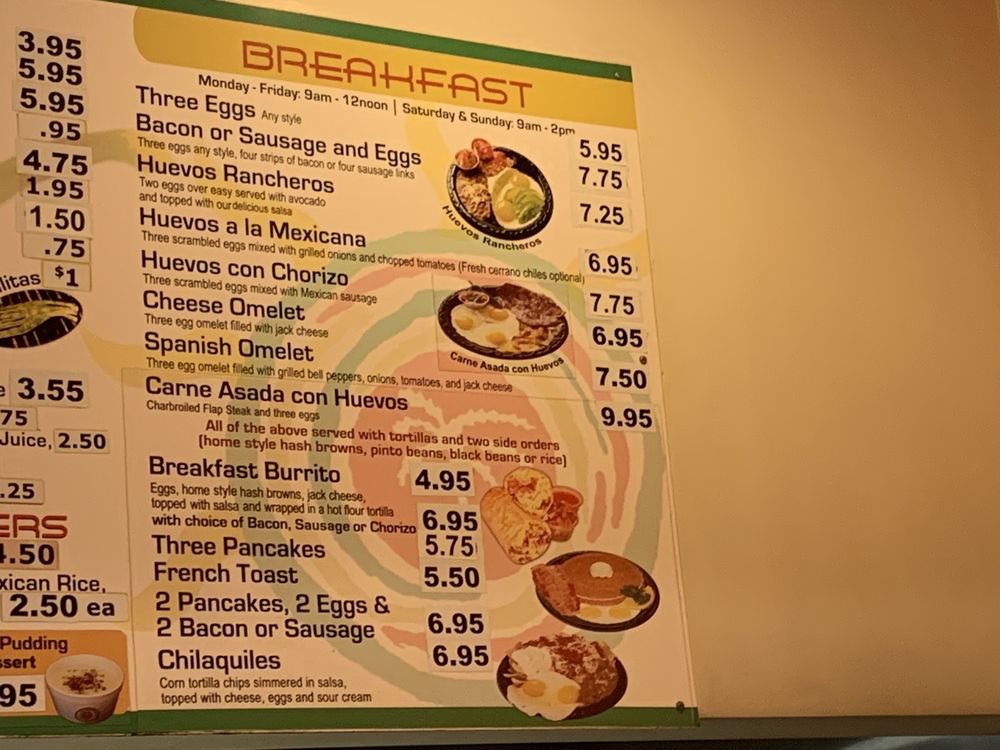 3.95
5.95
5.95
.95
4.75
1.95
1.50
.75
$1
3.55
75
Juice, 2.50
.25
ERS
.50
Rice,
2.50 ea
Pudding
95
BREAKFAST
Monday - Friday: 9am - 12noon | Saturday & Sunday: 9am - 2pm
Three Eggs Any style 5.95
Bacon or Sausage and Eggs 7.75
Three eggs any style, four strips of bacon or four sausage links
Huevos Rancheros 7.25
Two eggs over easy served with avocado
and topped with our delicious salsa
Huevos Rancheros
Huevos a la Mexicana 6.95
Three scrambled eggs mixed with grilled onions and chopped tomatoes (Fresh cerrano chiles optional)
Huevos con Chorizo 7.75
Three scrambled eggs mixed with Mexican sausage
Cheese Omelet 6.95
Three egg omelet filled with jack cheese
Carne Asada con Huevos
Spanish Omelet 7.50
Three egg omelet filled with grilled bell peppers, onions, tomatoes, and jack cheese
Carne Asada con Huevos 9.95
Charbroiled Flap Steak and three eggs
All of the above served with tortillas and two side orders
(home style hash browns, pinto beans, black beans or rice)
Breakfast Burrito 4.95
Eggs, home style hash browns, jack cheese,
topped with salsa and wrapped in a hot flour tortilla
with choice of Bacon, Sausage or Chorizo 6.95
Three Pancakes 5.75
French Toast 5.50
2 Pancakes, 2 Eggs &
2 Bacon or Sausage 6.95
Chilaquiles 6.95
Corn tortilla chips simmered in salsa,
topped with cheese, eggs and sour cream